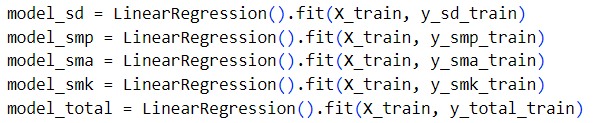 model_sd = LinearRegression().fit(X_train, y_sd_train)
model_smp = LinearRegression().fit(X_train, y_smp_train)
model_sma = LinearRegression().fit(X_train, y_sma_train)
model_smk = LinearRegression().fit(X_train, y_smk_train)
model_total = LinearRegression().fit(X_train, y_total_train)